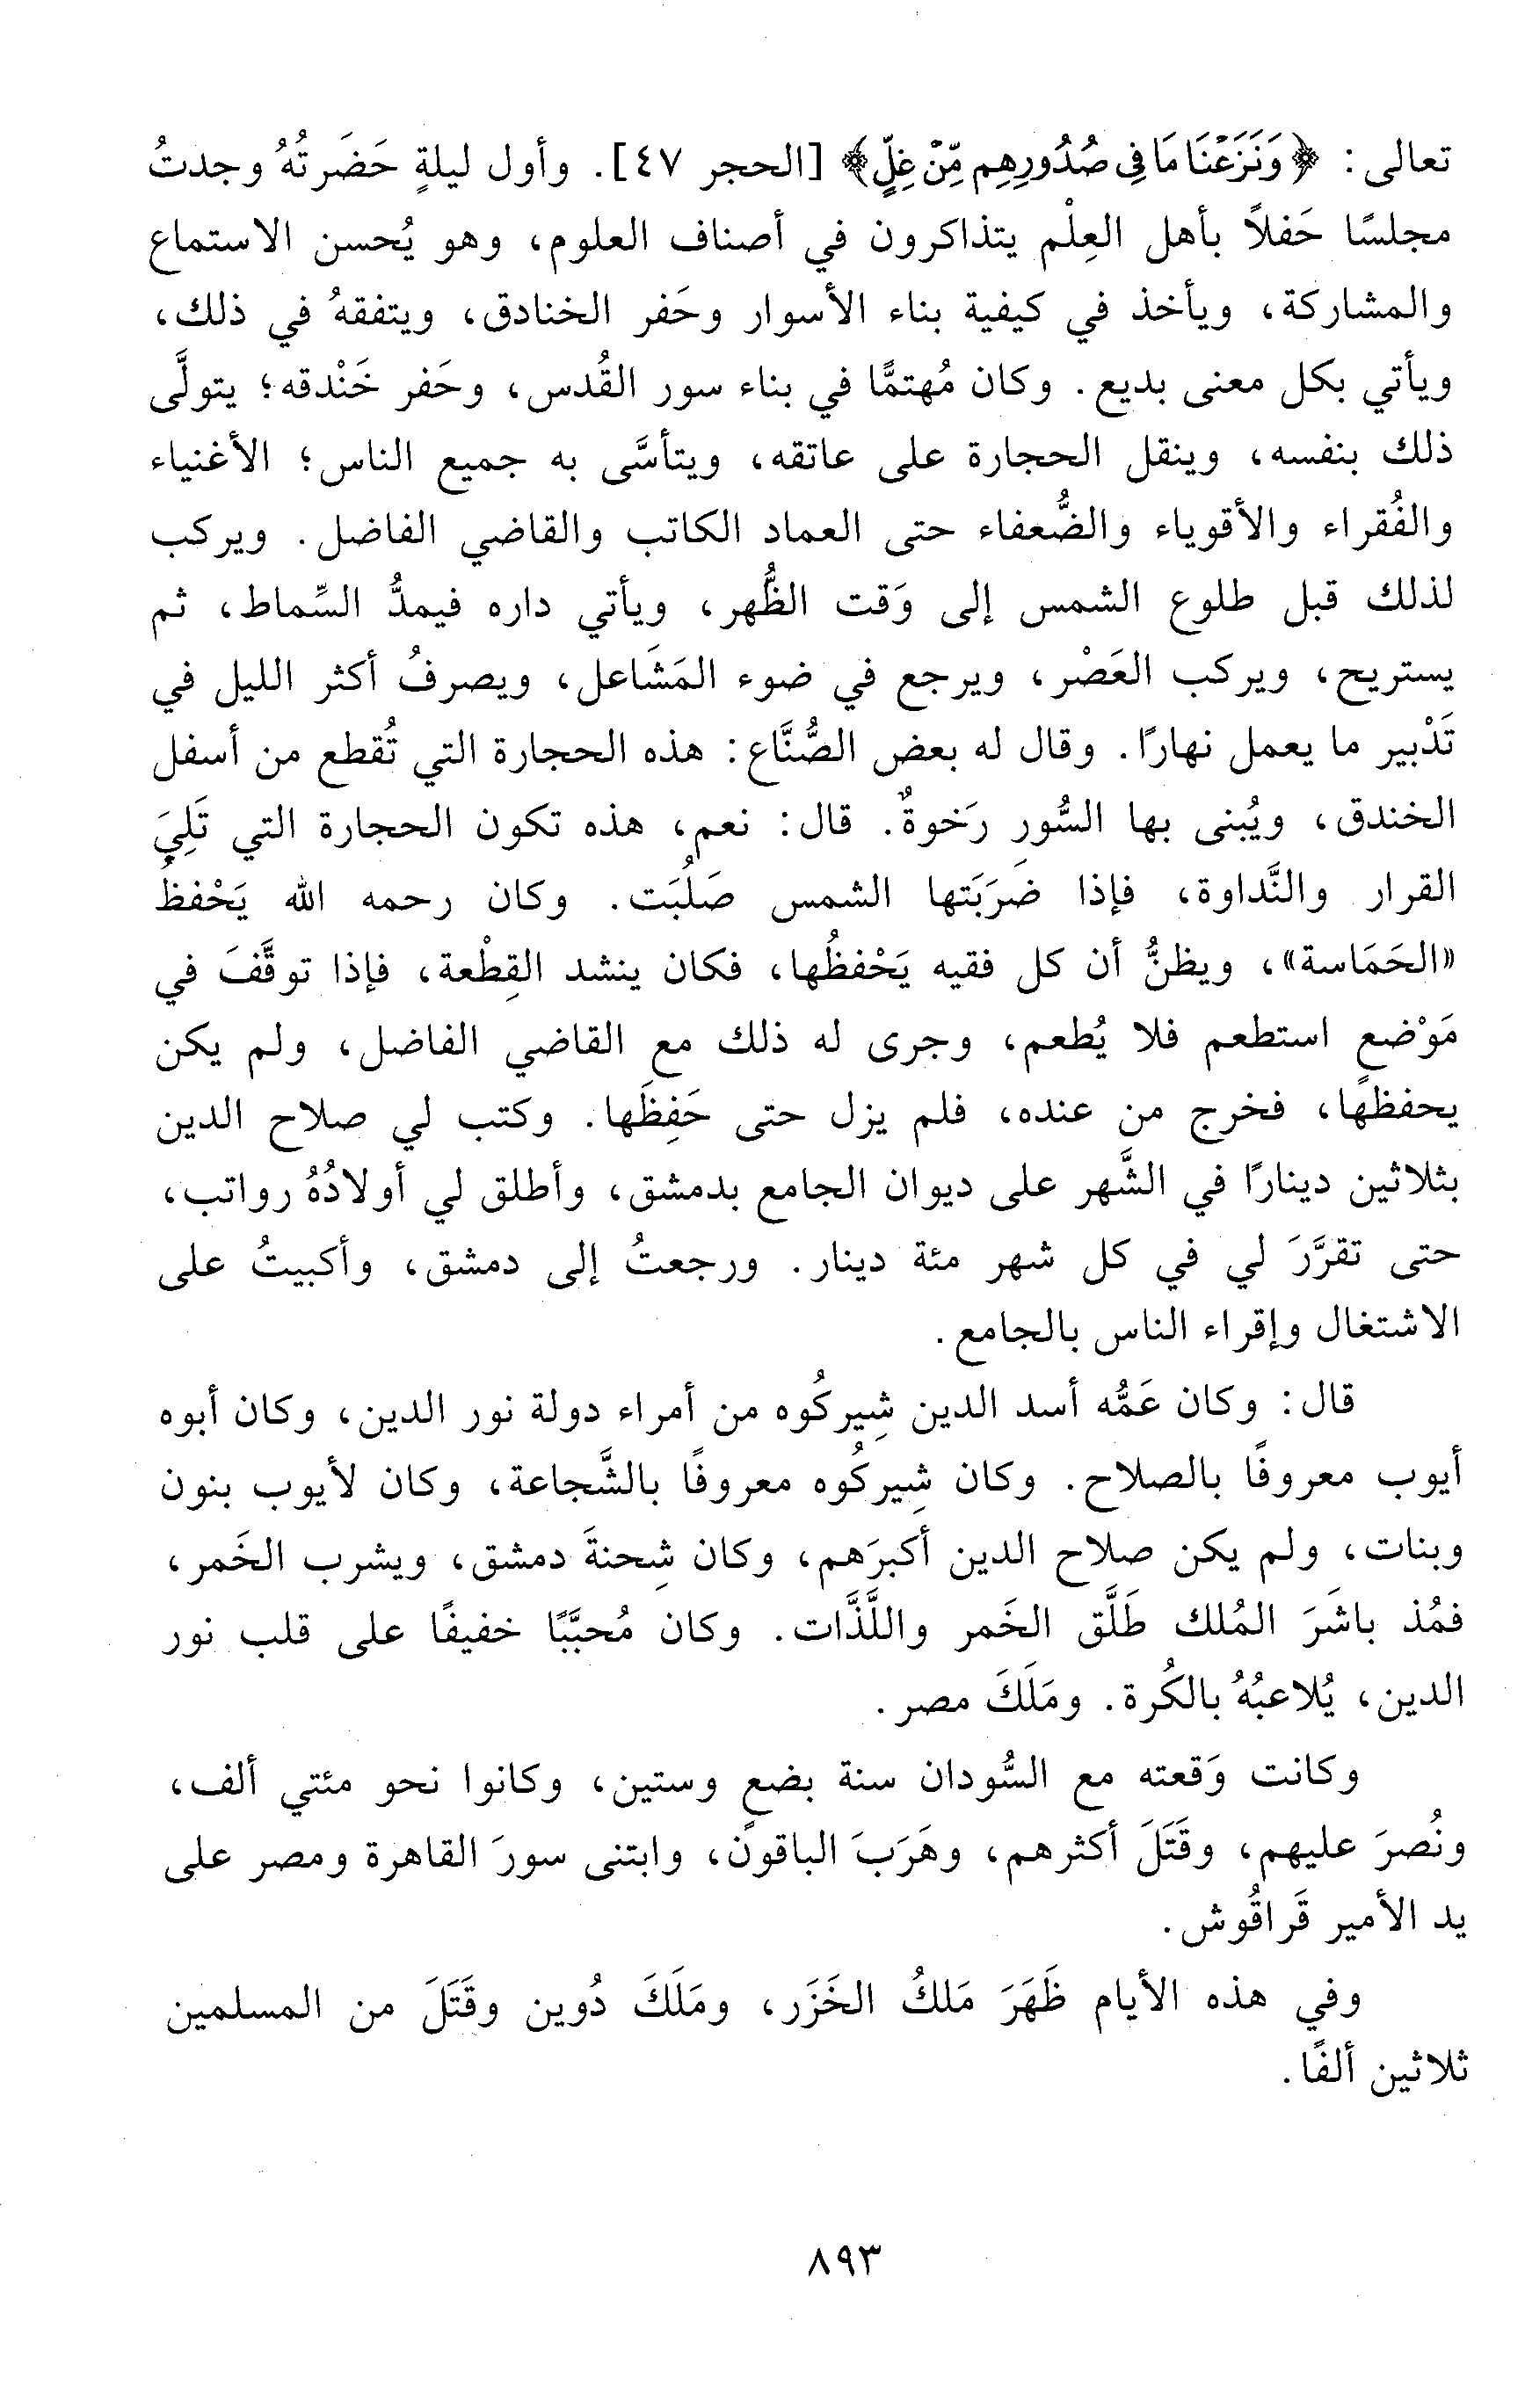 تعالى: ﴿وَنَزَعْنَا مَا فِى صُدُورِهِم مِّنْ غِلٍّ﴾ [الحجر ٤٧]. وأول ليلةٍ حَضَرتُهُ وجدتُ
مجلسًا حَفلاً بأهل العِلْم يتذاكرون في أصناف العلوم، وهو يُحسن الاستماع
والمشاركة، ويأخذ في كيفية بناء الأسوار وحَفر الخنادق، ويتفقهُ في ذلك،
ويأتي بكل معنى بديع. وكان مُهتمًّا في بناء سور القُدس، وحَفر خَنْدقه؛ يتولَّى
ذلك بنفسه، وينقل الحجارة على عاتقه، ويتأسَّى به جميع الناس؛ الأغنياء
والفُقراء والأقوياء والضُّعفاء حتى العماد الكاتب والقاضي الفاضل. ويركب
لذلك قبل طلوع الشمس إلى وَقت الظُّهر، ويأتي داره فيمدُّ السِّماط، ثم
يستريح، ويركب العَصْر، ويرجع في ضوء المَشَاعل، ويصرفُ أكثر الليل في
تَدْبير ما يعمل نهارًا. وقال له بعض الصُّنَّاع: هذه الحجارة التي تُقطع من أسفل
الخندق، ويُبنى بها السُّور رَخوةٌ. قال: نعم، هذه تكون الحجارة التي تَلِيَ
القرار والنَّداوة، فإذا ضَرَبَتها الشمس صَلُبَت. وكان رحمه الله يَحْفظُ
«الحَمَاسة»، ويظنُّ أن كل فقيه يَحْفظُها، فكان ينشد القِطْعة، فإذا توقَّفَ في
مَوْضعٍ استطعم فلا يُطعم، وجرى له ذلك مع القاضي الفاضل، ولم يكن
يحفظها، فخرج من عنده، فلم يزل حتى حَفِظَها. وكتب لي صلاح الدين
بثلاثين دينارًا في الشَّهر على ديوان الجامع بدمشق، وأطلق لي أولادُهُ رواتب،
حتى تقرَّرَ لي في كل شهر مئة دينار. ورجعتُ إلى دمشق، وأكبيتُ على
الاشتغال وإقراء الناس بالجامع.
قال: وكان عَمُّه أسد الدين شِيركُوه من أمراء دولة نور الدين، وكان أبوه
أيوب معروفًا بالصلاح. وكان شِيركُوه معروفًا بالشَّجاعة، وكان لأيوب بنون
وبنات، ولم يكن صلاح الدين أكبرَهم، وكان شِحنةَ دمشق، ويشرب الخَمر،
فمُذ باشَرَ المُلك طَلَّق الخَمر واللَّذَّات. وكان مُحبَّبًا خفيفًا على قلب نور
الدين، يُلاعبُهُ بالكُرة. ومَلَكَ مصر.
وكانت وَقعته مع السُّودان سنة بضعٍ وستين، وكانوا نحو مئتي ألف،
ونُصرَ عليهم، وقَتَلَ أكثرهم، وهَرَبَ الباقون، وابتنى سورَ القاهرة ومصر على
يد الأمير قَراقُوش.
وفي هذه الأيام ظَهَرَ مَلكُ الخَزَر، ومَلَكَ دُوين وقَتَلَ من المسلمين
ثلاثين ألفًا.
٨٩٣